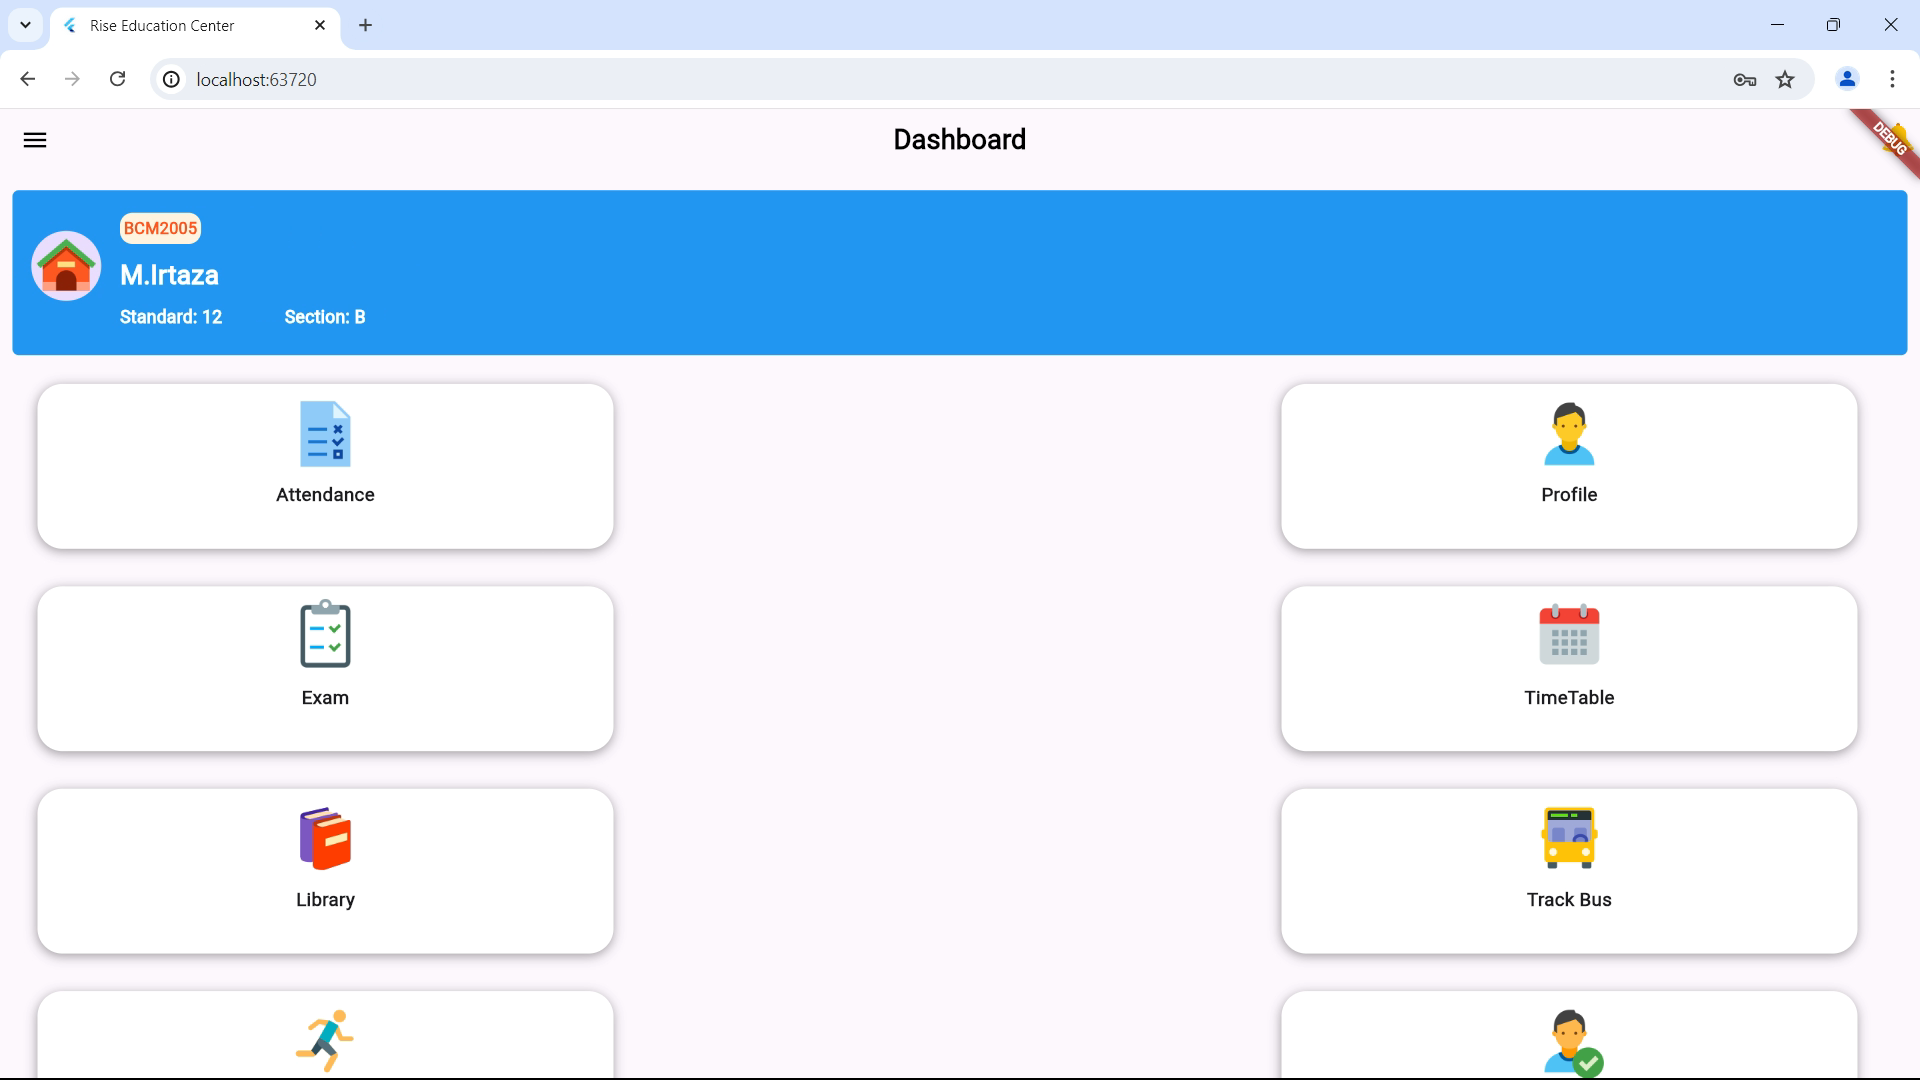 Rise Education Center
localhost:63720
Dashboard
DEBUG
BCM2005
M.Irtaza
Standard: 12 Section: B
Attendance
Profile
Exam
TimeTable
Library
Track Bus